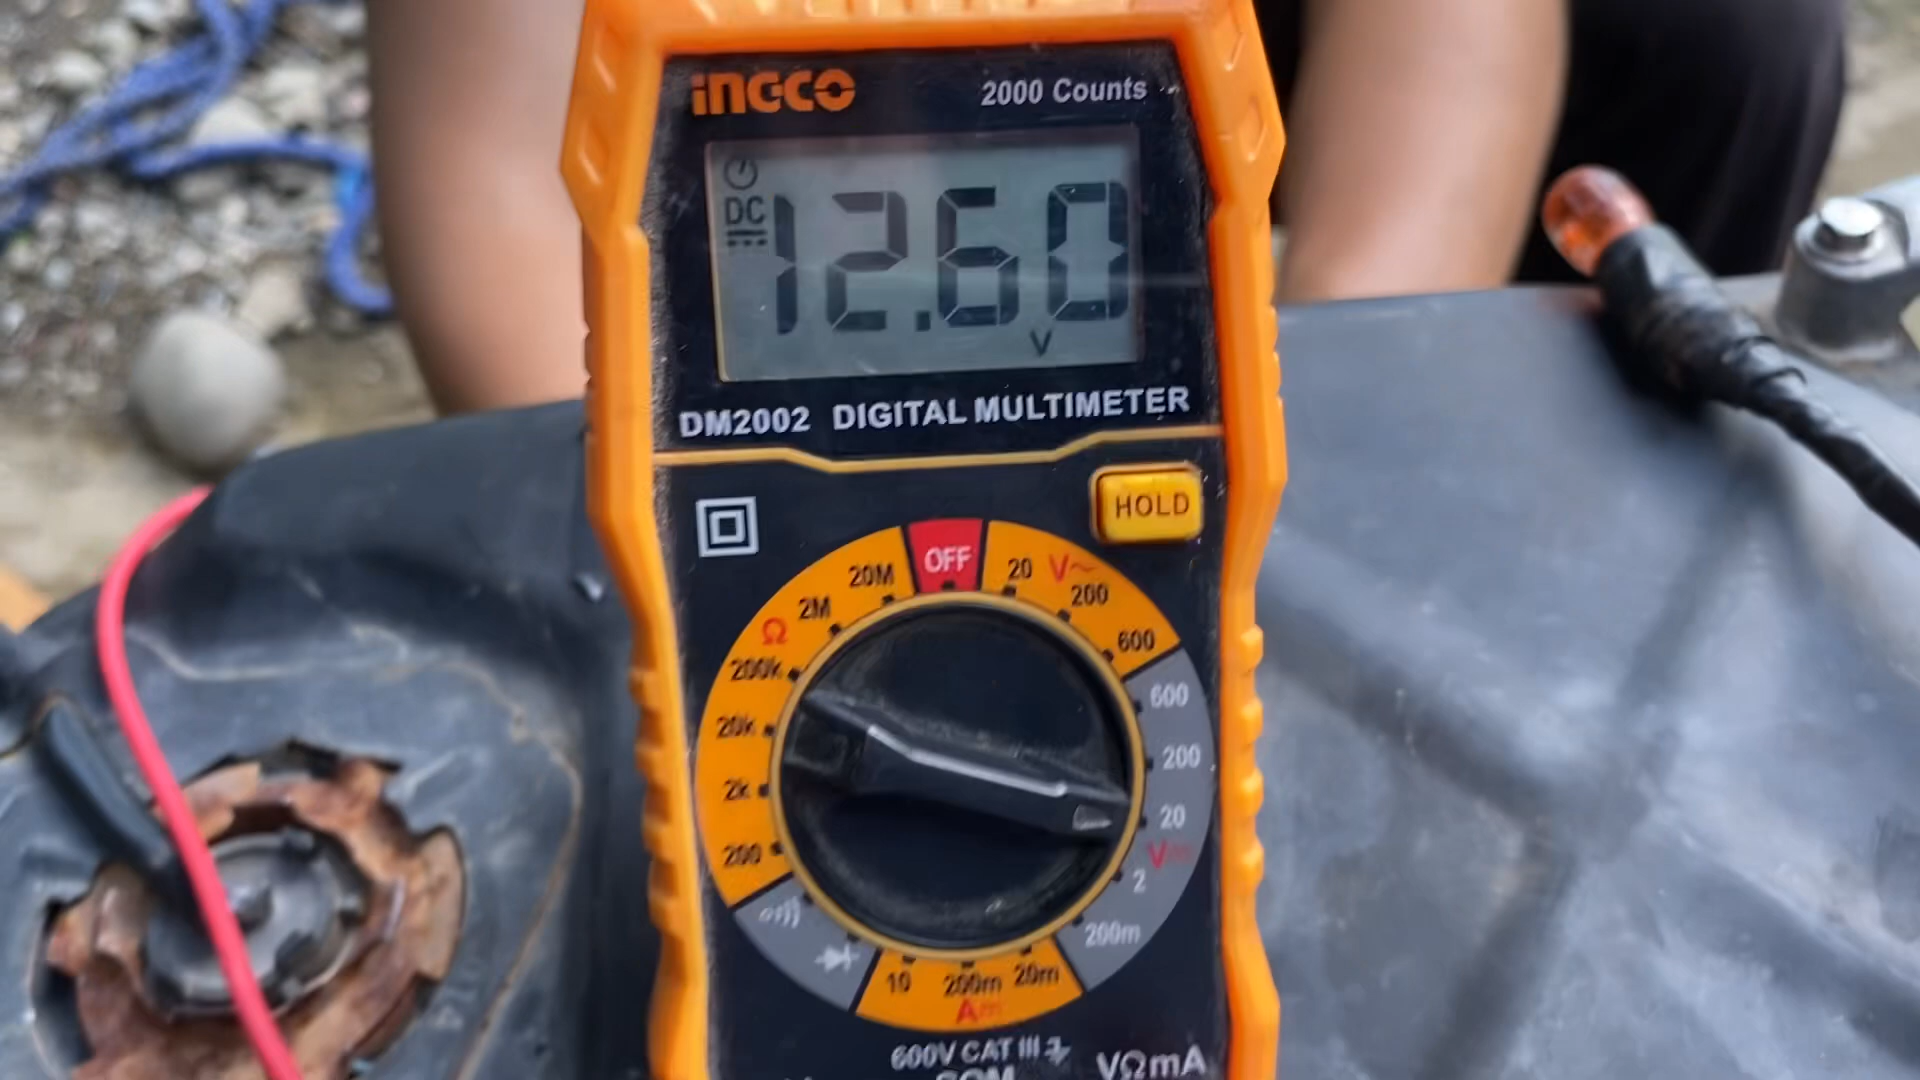 INGCO
2000 Counts
DC
12.60
V
DM2002 DIGITAL MULTIMETER
HOLD
OFF
20M
20 V~
2M
200
Ω
600
200k
600
20k
200
2k
20
V⎓
200
2
200m
10
200m
20m
A⎓
600V CAT III
VΩmA
COM